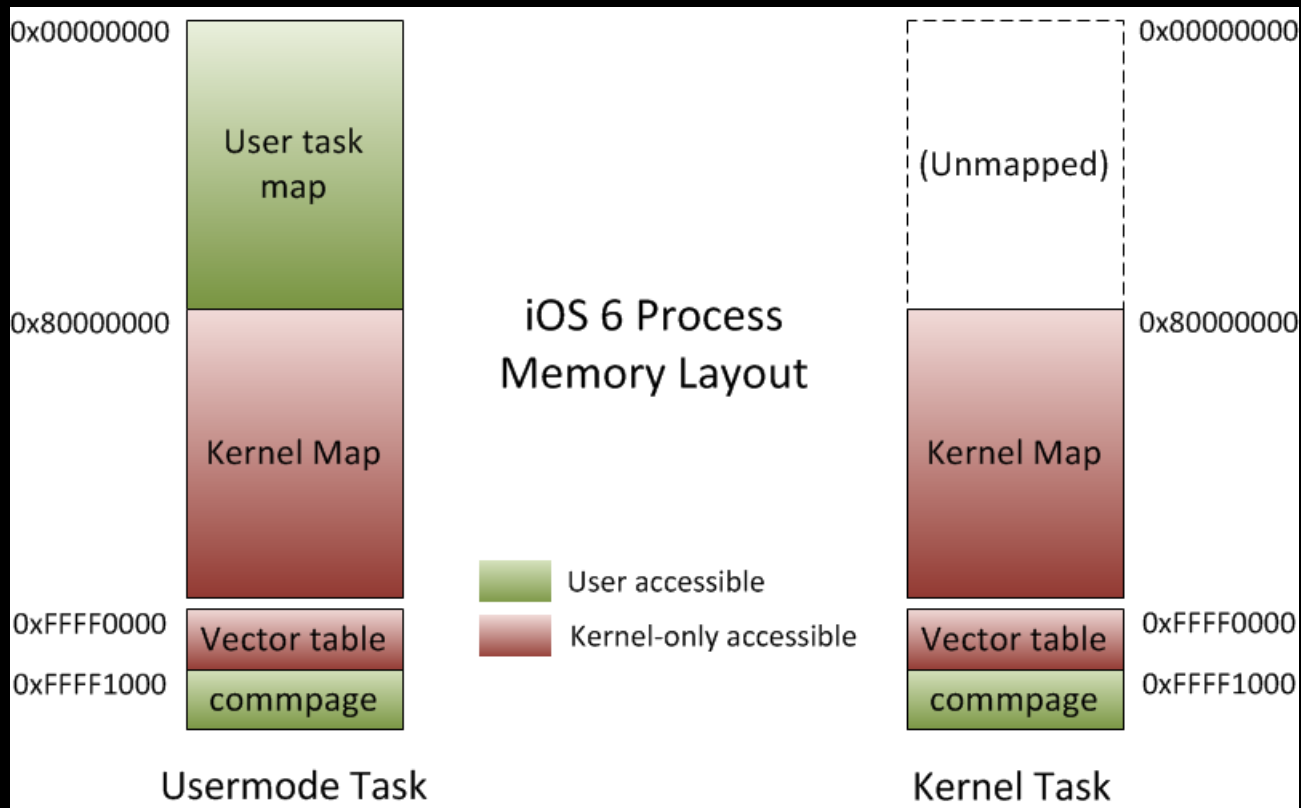 0x00000000
User task
map
0x80000000
Kernel Map
0xFFFF0000
Vector table
0xFFFF1000
commpage
Usermode Task
iOS 6 Process
Memory Layout
User accessible
Kernel-only accessible
0x00000000
(Unmapped)
0x80000000
Kernel Map
0xFFFF0000
Vector table
0xFFFF1000
commpage
Kernel Task